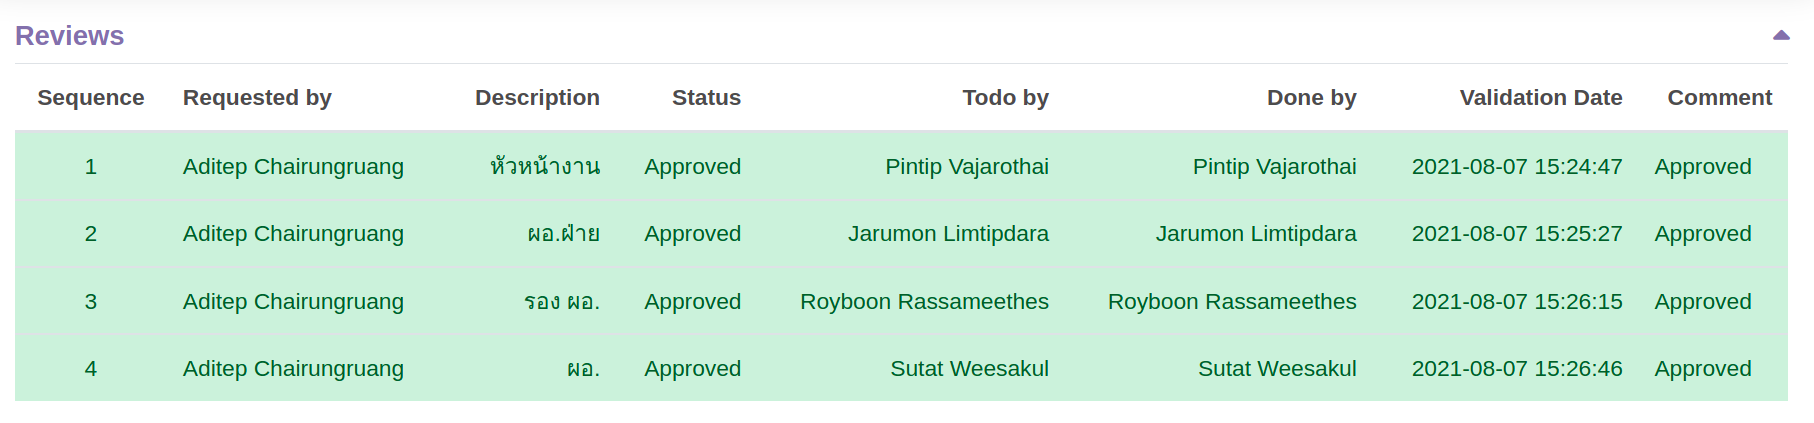 Reviews
Sequence Requested by Description Status Todo by Done by Validation Date Comment
1 Aditep Chairungruang หัวหน้างาน Approved Pintip Vajarothai Pintip Vajarothai 2021-08-07 15:24:47 Approved
2 Aditep Chairungruang ผอ.ฝ่าย Approved Jarumon Limtipdara Jarumon Limtipdara 2021-08-07 15:25:27 Approved
3 Aditep Chairungruang รอง ผอ. Approved Royboon Rassameethes Royboon Rassameethes 2021-08-07 15:26:15 Approved
4 Aditep Chairungruang ผอ. Approved Sutat Weesakul Sutat Weesakul 2021-08-07 15:26:46 Approved